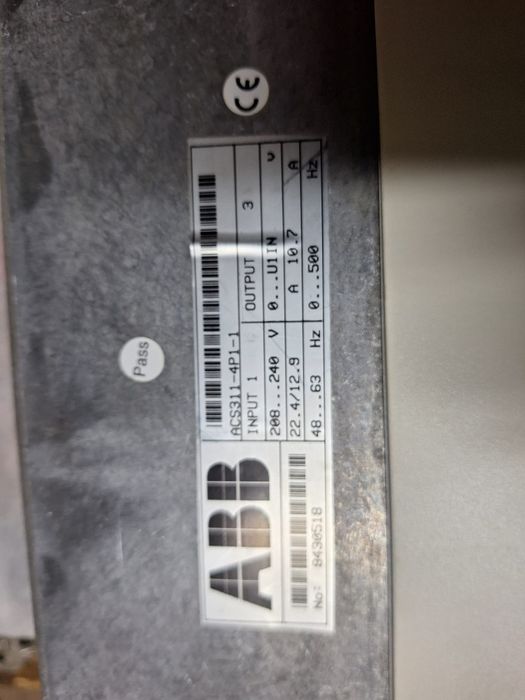 CE
Pass
ABB
ACS311-4P1-1
INPUT 1 OUTPUT 3
208...240 V 0...U1IN V
22.4/12.9 A 10.7 A
48...63 Hz 0...500 Hz
No: 8430518